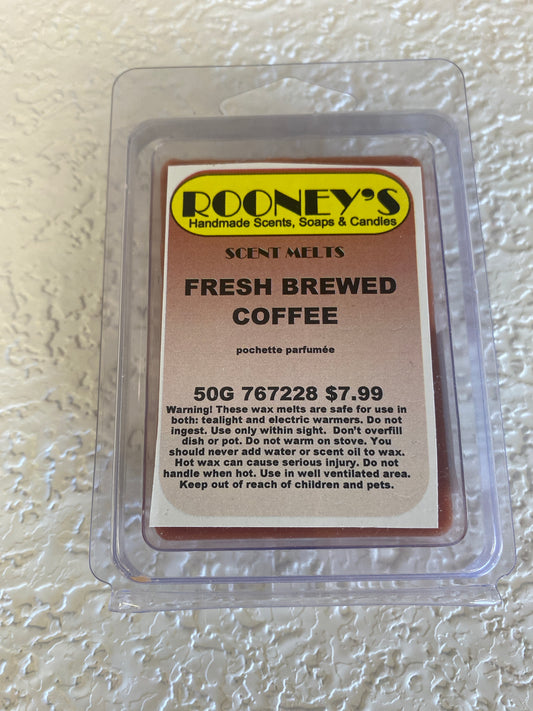 ROONEY'S
Handmade Scents, Soaps & Candles
SCENT MELTS
FRESH BREWED
COFFEE
pochette parfumée
50G 767228 $7.99
Warning! These wax melts are safe for use in
both: tealight and electric warmers. Do not
ingest. Use only within sight. Don't overfill
dish or pot. Do not warm on stove. You
should never add water or scent oil to wax.
Hot wax can cause serious injury. Do not
handle when hot. Use in well ventilated area.
Keep out of reach of children and pets.